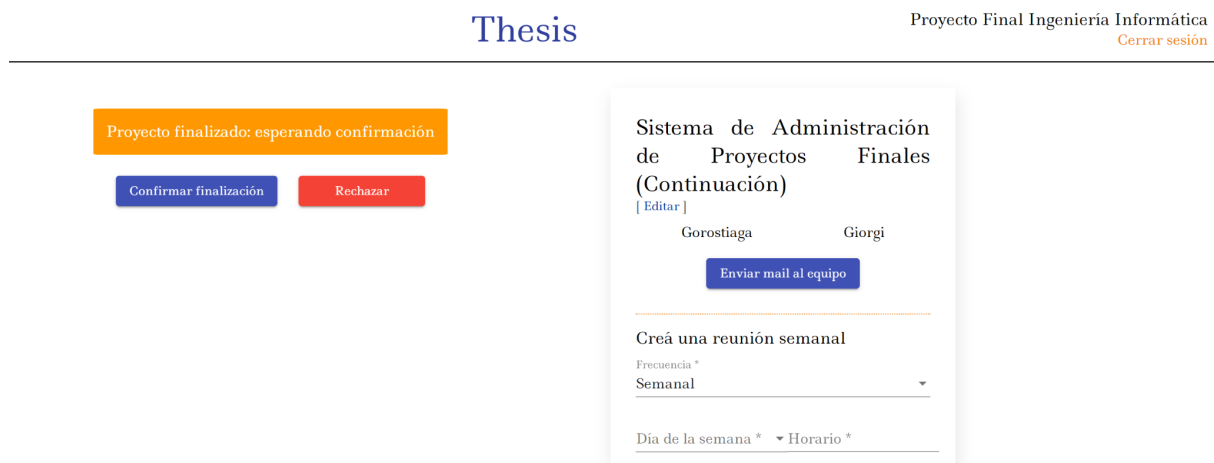 Thesis
Proyecto Final Ingeniería Informática
Cerrar sesión
Proyecto finalizado: esperando confirmación
Confirmar finalización
Rechazar
Sistema de Administración
de Proyectos Finales
(Continuación)
[ Editar ]
Gorostiaga Giorgi
Enviar mail al equipo
Creá una reunión semanal
Frecuencia *
Semanal
Día de la semana * Horario *